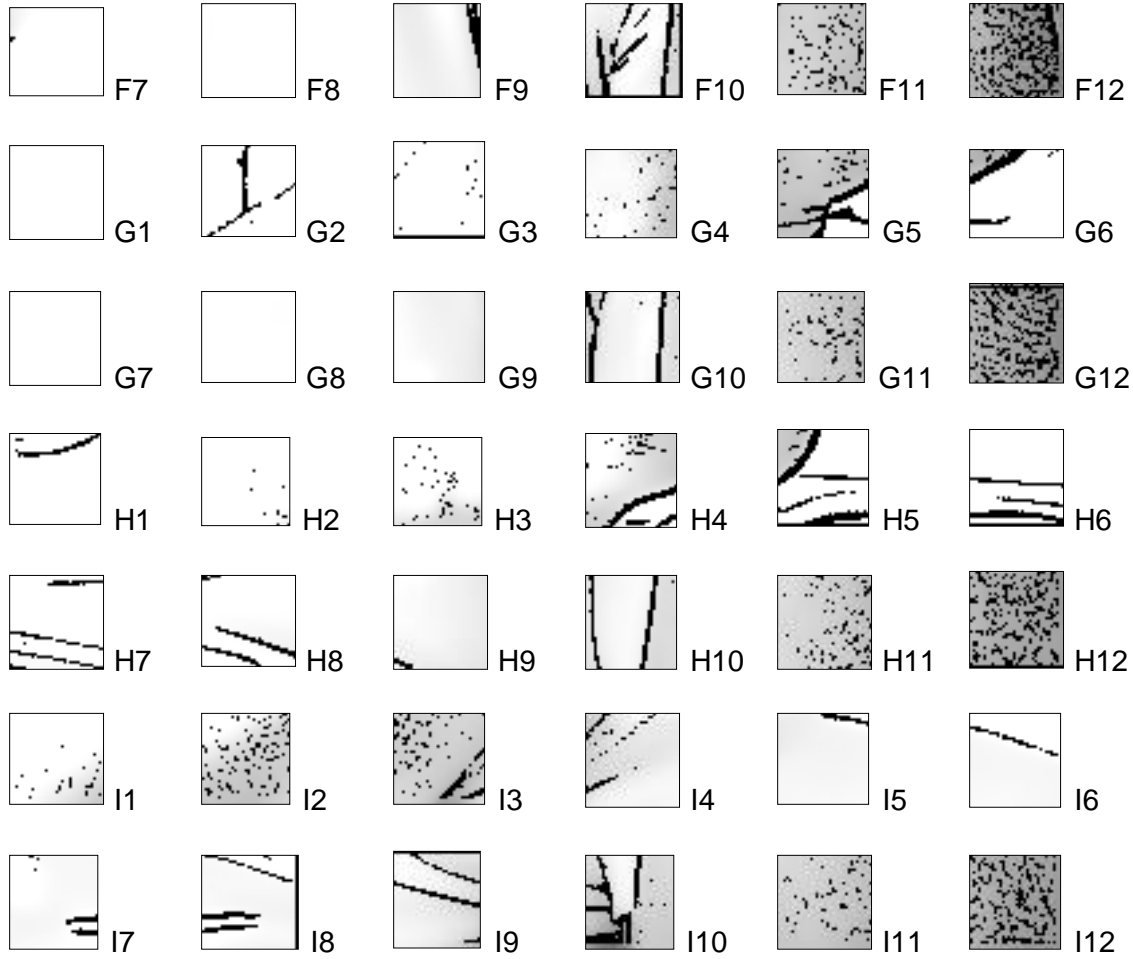 F7 F8 F9 F10 F11 F12
G1 G2 G3 G4 G5 G6
G7 G8 G9 G10 G11 G12
H1 H2 H3 H4 H5 H6
H7 H8 H9 H10 H11 H12
I1 I2 I3 I4 I5 I6
I7 I8 I9 I10 I11 I12